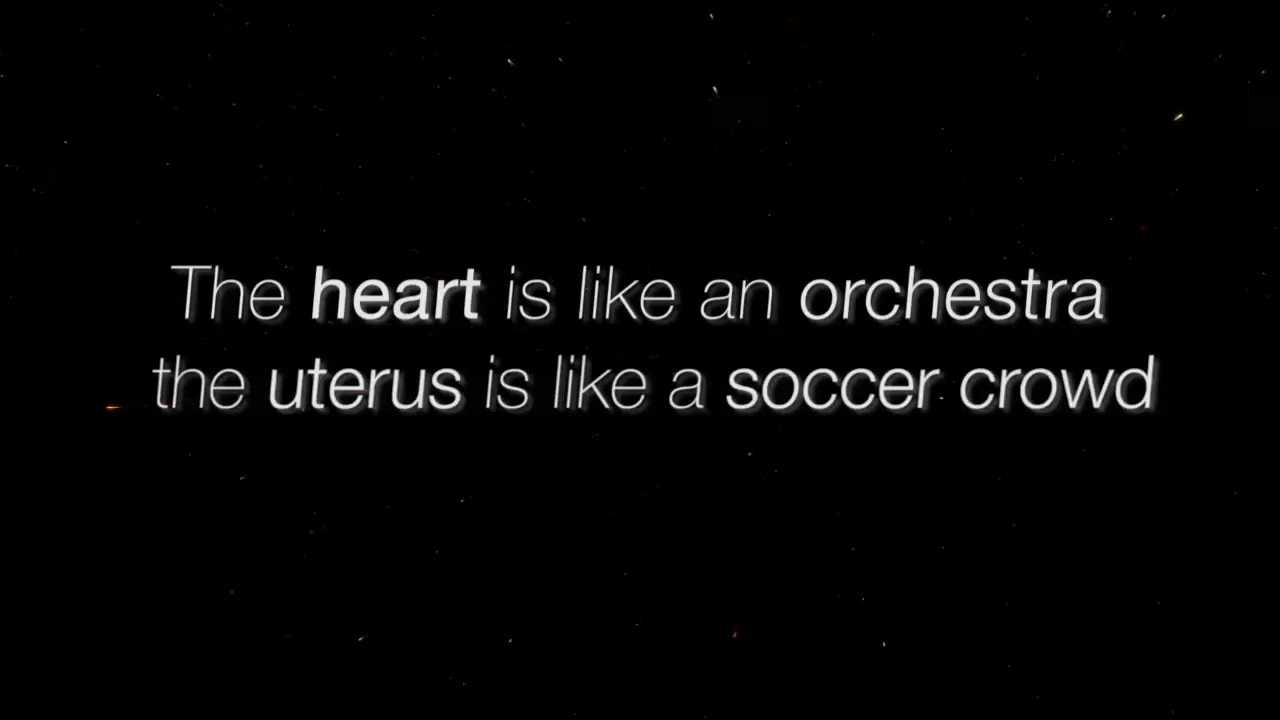 The heart is like an orchestra
the uterus is like a soccer crowd